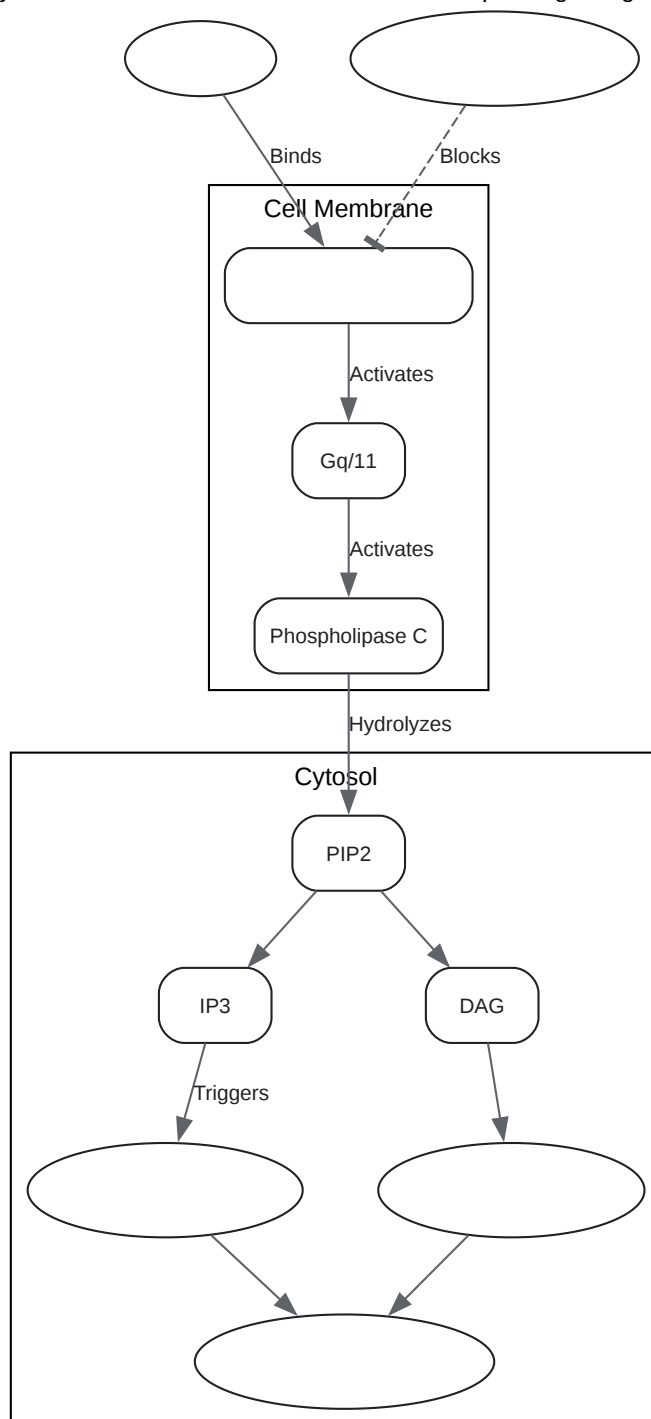 Binds
Blocks
Cell Membrane
Activates
Gq/11
Activates
Phospholipase C
Hydrolyzes
Cytosol
PIP2
IP3
DAG
Triggers